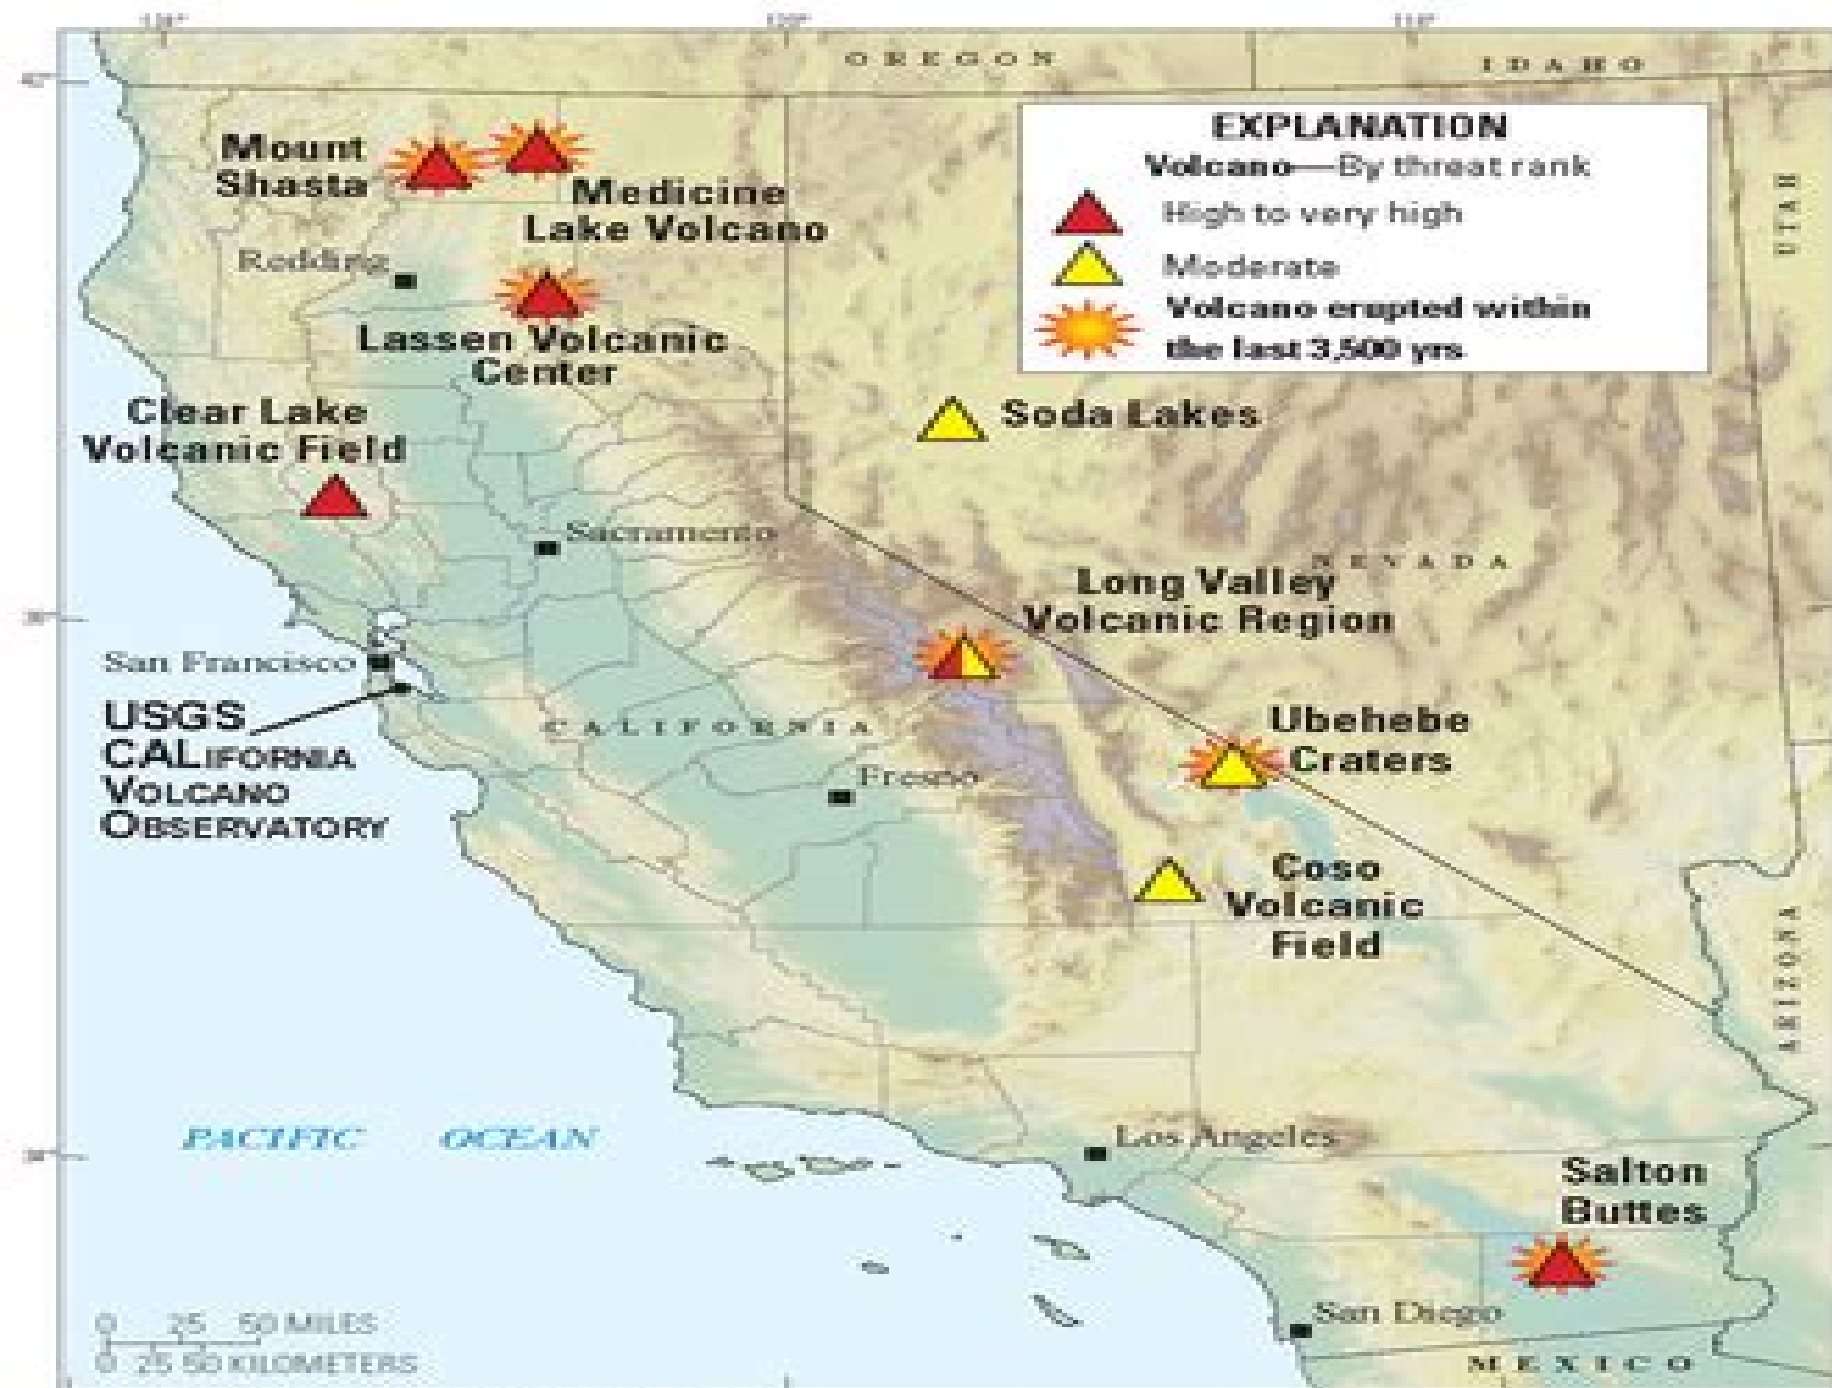 120°
OREGON
IDAHO
42°
EXPLANATION
Volcano—By threat rank
High to very high
Moderate
Volcano erupted within
the last 3,500 yrs
UTAH
Mount
Shasta
Medicine
Lake Volcano
Redding
Lassen Volcanic
Center
Clear Lake
Volcanic Field
Soda Lakes
Sacramento
NEVADA
Long Valley
Volcanic Region
San Francisco
USGS
CALIFORNIA
VOLCANO
OBSERVATORY
CALIFORNIA
Ubehebe
Craters
Fresno
Coso
Volcanic
Field
ARIZONA
PACIFIC OCEAN
Los Angeles
Salton
Buttes
San Diego
0 25 50 MILES
0 25 50 KILOMETERS
MEXICO